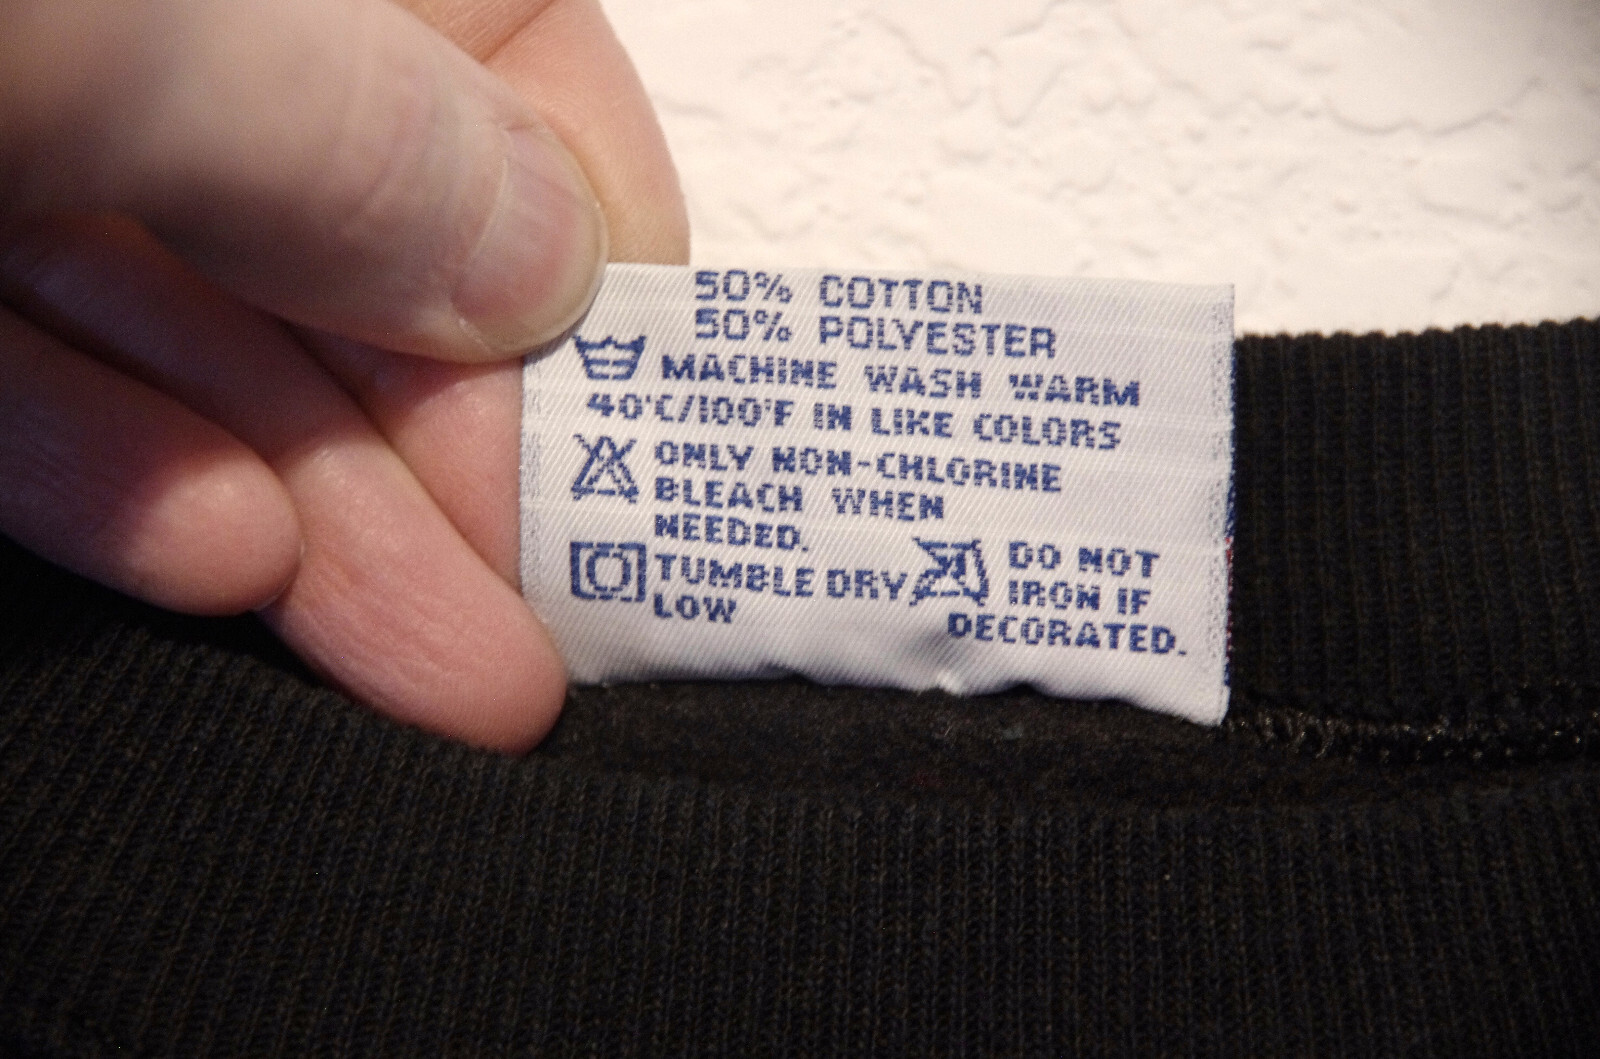 50% COTTON
50% POLYESTER
MACHINE WASH WARM
40°C/100°F IN LIKE COLORS
ONLY NON-CHLORINE
BLEACH WHEN
NEEDED.
TUMBLE DRY
LOW
DO NOT
IRON IF
DECORATED.